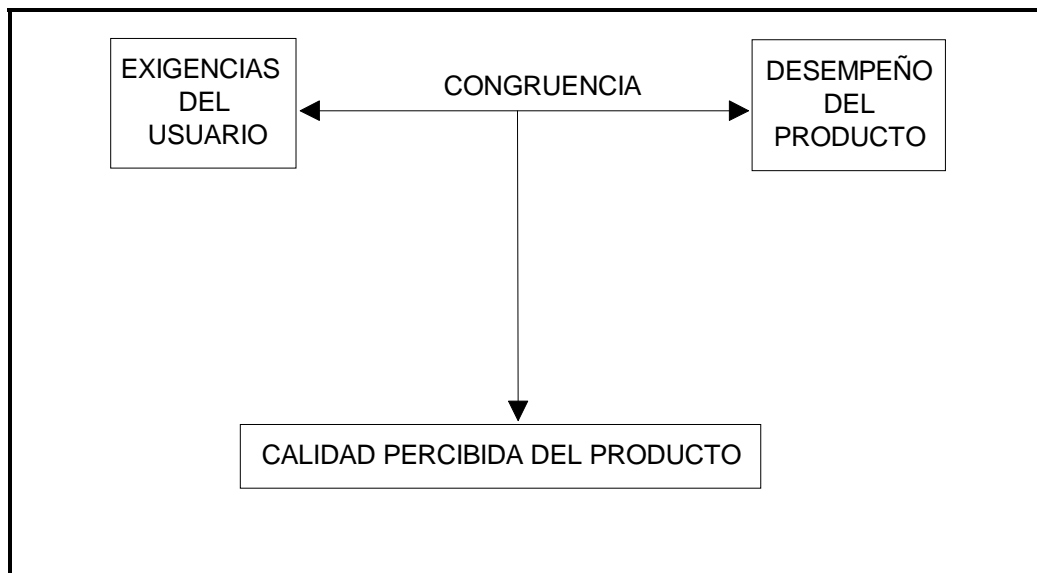 EXIGENCIAS
DEL
USUARIO
CONGRUENCIA
DESEMPEÑO
DEL
PRODUCTO
CALIDAD PERCIBIDA DEL PRODUCTO